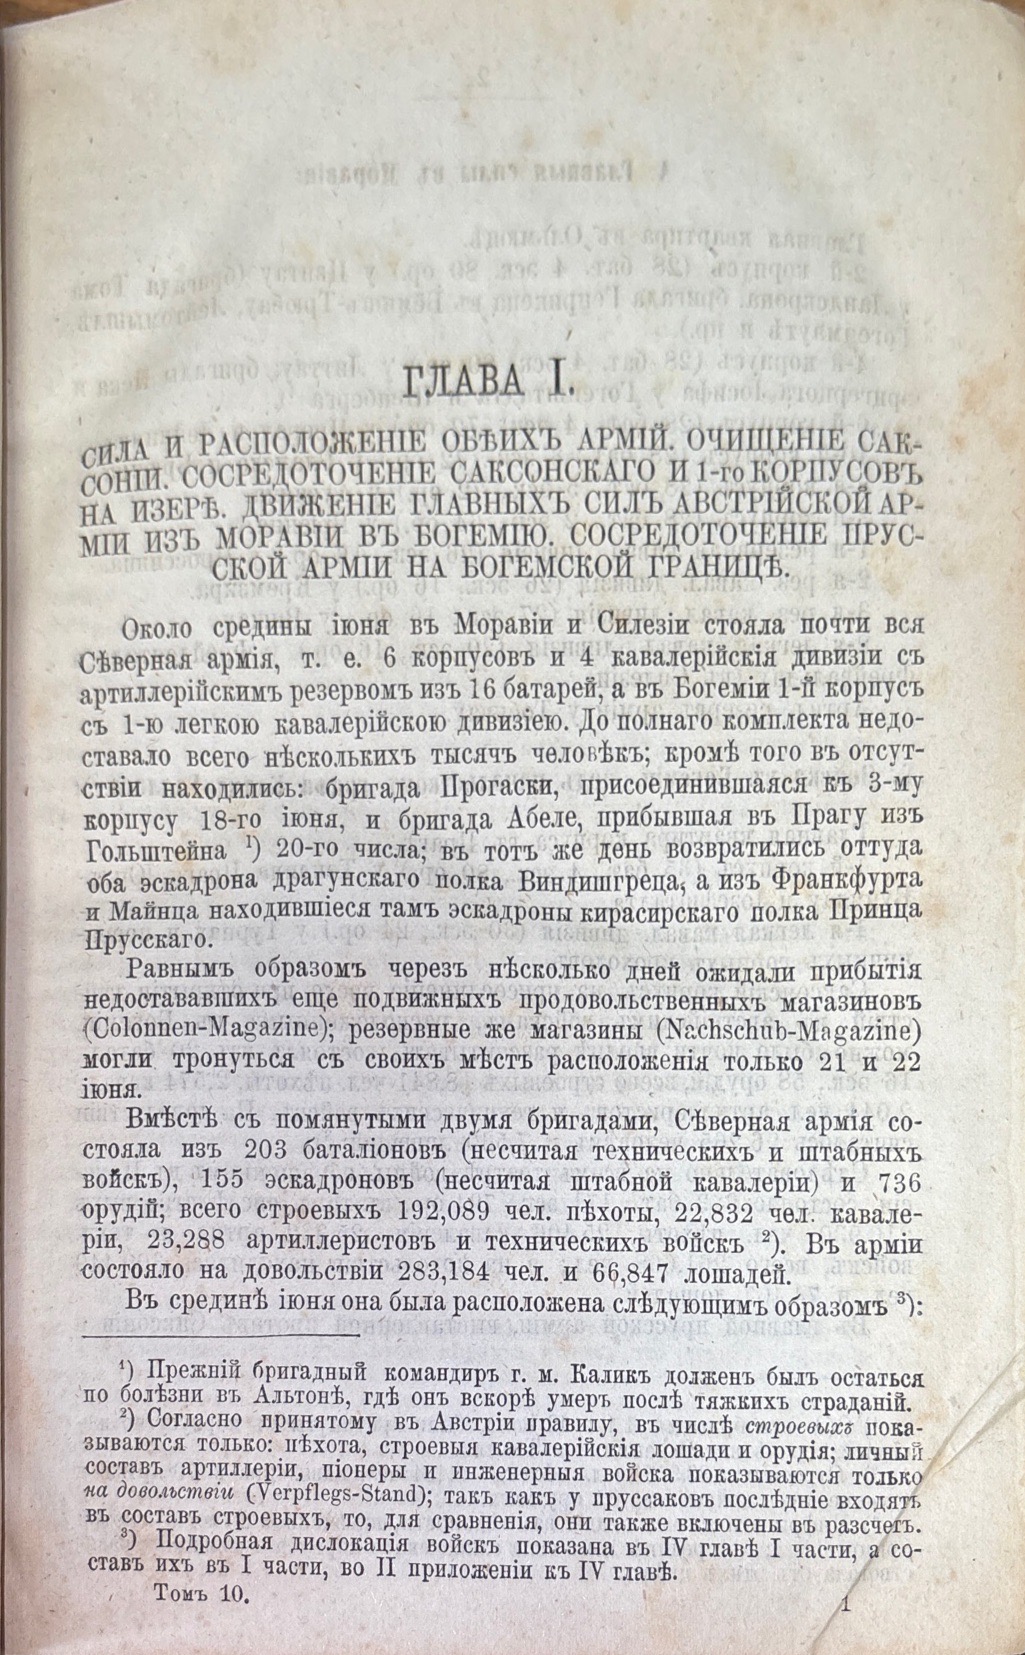 ГЛАВА I.
СИЛА И РАСПОЛОЖЕНІЕ ОБѢИХЪ АРМІЙ. ОЧИЩЕНІЕ САК-
СОНІИ. СОСРЕДОТОЧЕНІЕ САКСОНСКАГО И 1-го КОРПУСОВЪ
НА ИЗЕРѢ. ДВИЖЕНІЕ ГЛАВНЫХЪ СИЛЪ АВСТРІЙСКОЙ АР-
МІИ ИЗЪ МОРАВІИ ВЪ БОГЕМІЮ. СОСРЕДОТОЧЕНІЕ ПРУС-
СКОЙ АРМІИ НА БОГЕМСКОЙ ГРАНИЦѢ.
Около средины іюня въ Моравіи и Силезіи стояла почти вся
Сѣверная армія, т. е. 6 корпусовъ и 4 кавалерійскія дивизіи съ
артиллерійскимъ резервомъ изъ 16 батарей, а въ Богеміи 1-й корпусъ
съ 1-ю легкою кавалерійскою дивизіею. До полнаго комплекта недо-
ставало всего нѣсколькихъ тысячъ человѣкъ; кромѣ того въ отсут-
ствіи находились: бригада Прогаски, присоединившаяся къ 3-му
корпусу 18-го іюня, и бригада Абеле, прибывшая въ Прагу изъ
Гольштейна ¹) 20-го числа; въ тотъ же день возвратились оттуда
оба эскадрона драгунскаго полка Виндишгреца, а изъ Франкфурта
и Майнца находившіеся тамъ эскадроны кирасирскаго полка Принца
Прусскаго.
Равнымъ образомъ черезъ нѣсколько дней ожидали прибытія
недостававшихъ еще подвижныхъ продовольственныхъ магазиновъ
(Colonnen-Magazine); резервные же магазины (Nachschub-Magazine)
могли тронуться съ своихъ мѣстъ расположенія только 21 и 22
іюня.
Вмѣстѣ съ помянутыми двумя бригадами, Сѣверная армія со-
стояла изъ 203 баталіоновъ (несчитая техническихъ и штабныхъ
войскъ), 155 эскадроновъ (несчитая штабной кавалеріи) и 736
орудій; всего строевыхъ 192,089 чел. пѣхоты, 22,832 чел. кавале-
ріи, 23,288 артиллеристовъ и техническихъ войскъ ²). Въ арміи
состояло на довольствіи 283,184 чел. и 66,847 лошадей.
Въ срединѣ іюня она была расположена слѣдующимъ образомъ ³):
¹) Прежній бригадный командиръ г. м. Каликъ долженъ былъ остаться
по болѣзни въ Альтонѣ, гдѣ онъ вскорѣ умеръ послѣ тяжкихъ страданій.
²) Согласно принятому въ Австріи правилу, въ числѣ строевыхъ пока-
зываются только: пѣхота, строевыя кавалерійскія лошади и орудія; личный
составъ артиллеріи, піонеры и инженерныя войска показываются только
на довольствіи (Verpflegs-Stand); такъ какъ у пруссаковъ послѣдніе входятъ
въ составъ строевыхъ, то, для сравненія, они также включены въ разсчетъ.
³) Подробная дислокація войскъ показана въ IV главѣ I части, а со-
ставъ ихъ въ I части, во II приложеніи къ IV главѣ.
Томъ 10.
1